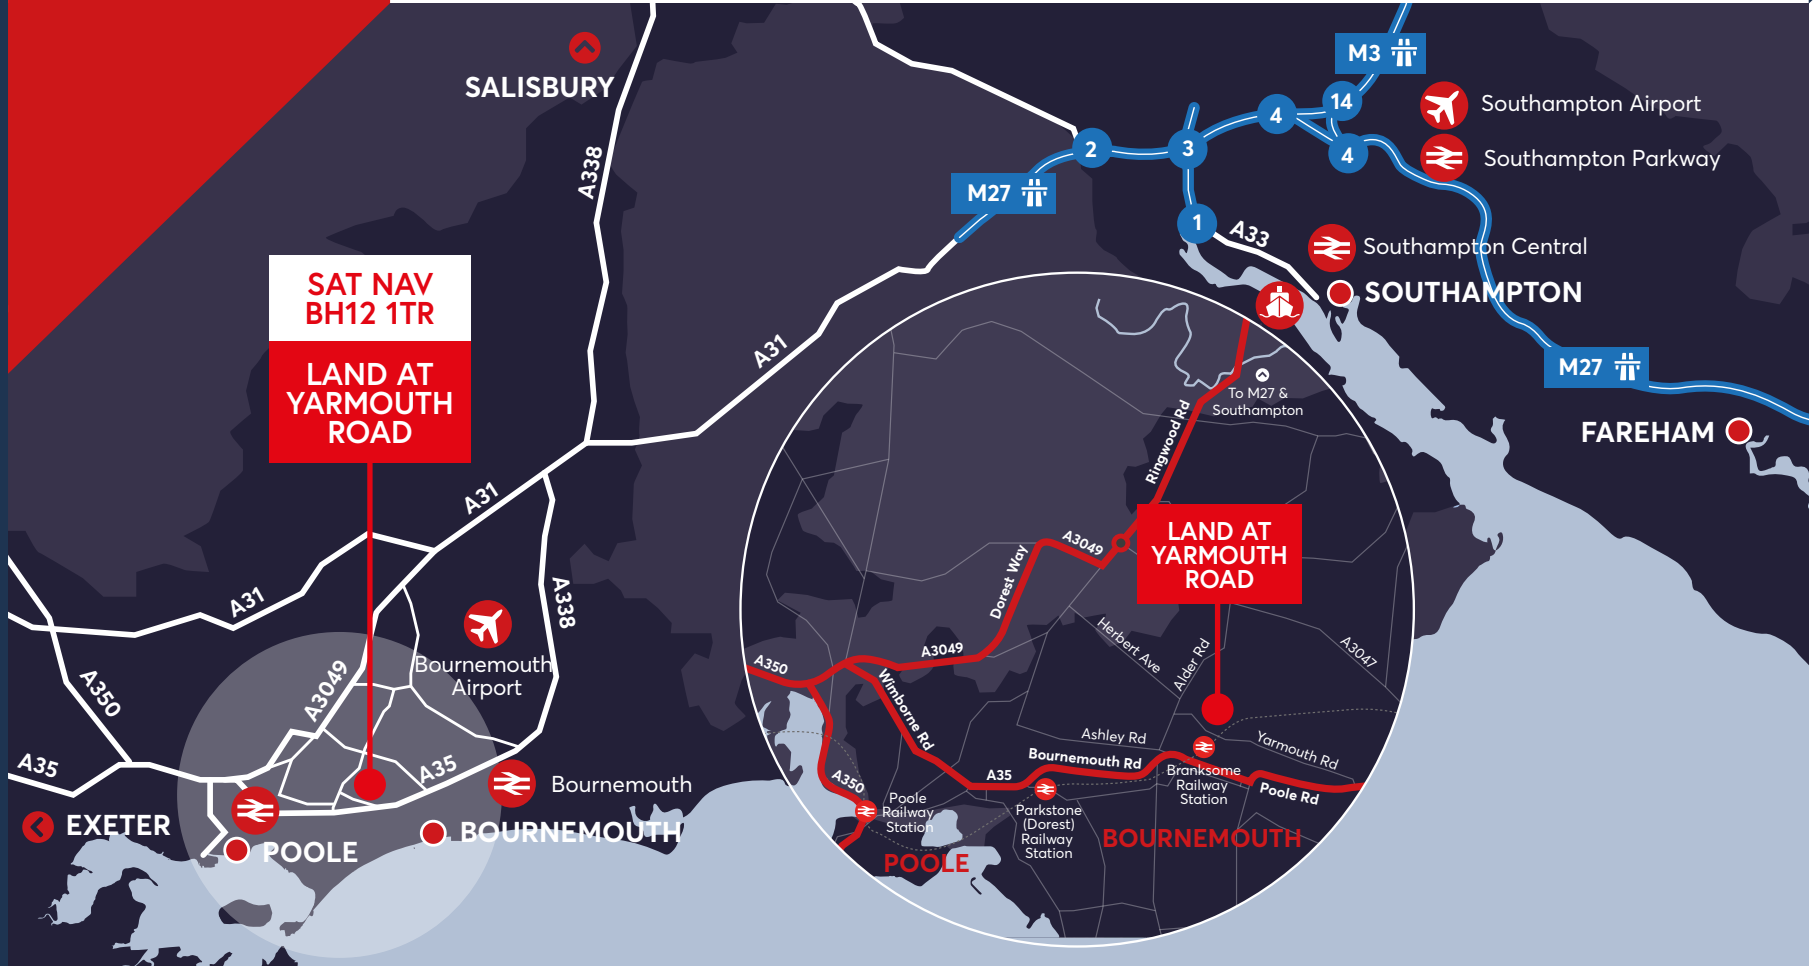 SALISBURY
A338
M3
14
4
Southampton Airport
2
3
4
Southampton Parkway
M27
1
A33
Southampton Central
SOUTHAMPTON
SAT NAV
BH12 1TR
LAND AT
YARMOUTH
ROAD
A31
M27
FAREHAM
A31
A31
A338
Bournemouth
Airport
A350
A3049
A35
A35
Bournemouth
EXETER
BOURNEMOUTH
POOLE
To M27 &
Southampton
Ringwood Rd
LAND AT
YARMOUTH
ROAD
A3049
Dorest Way
Herbert Ave
Alder Rd
A3047
A3049
A350
Wimborne Rd
Ashley Rd
Yarmouth Rd
Bournemouth Rd
A35
Branksome
Railway
Station
Poole Rd
A350
Poole
Railway
Station
Parkstone
(Dorest)
Railway
Station
BOURNEMOUTH
POOLE